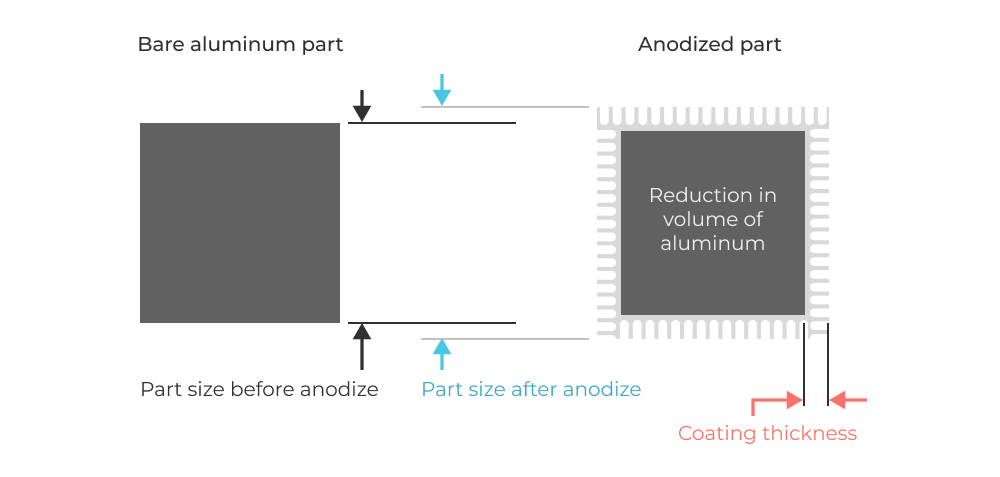 Bare aluminum part
Anodized part
Reduction in
volume of
aluminum
Part size before anodize
Part size after anodize
Coating thickness